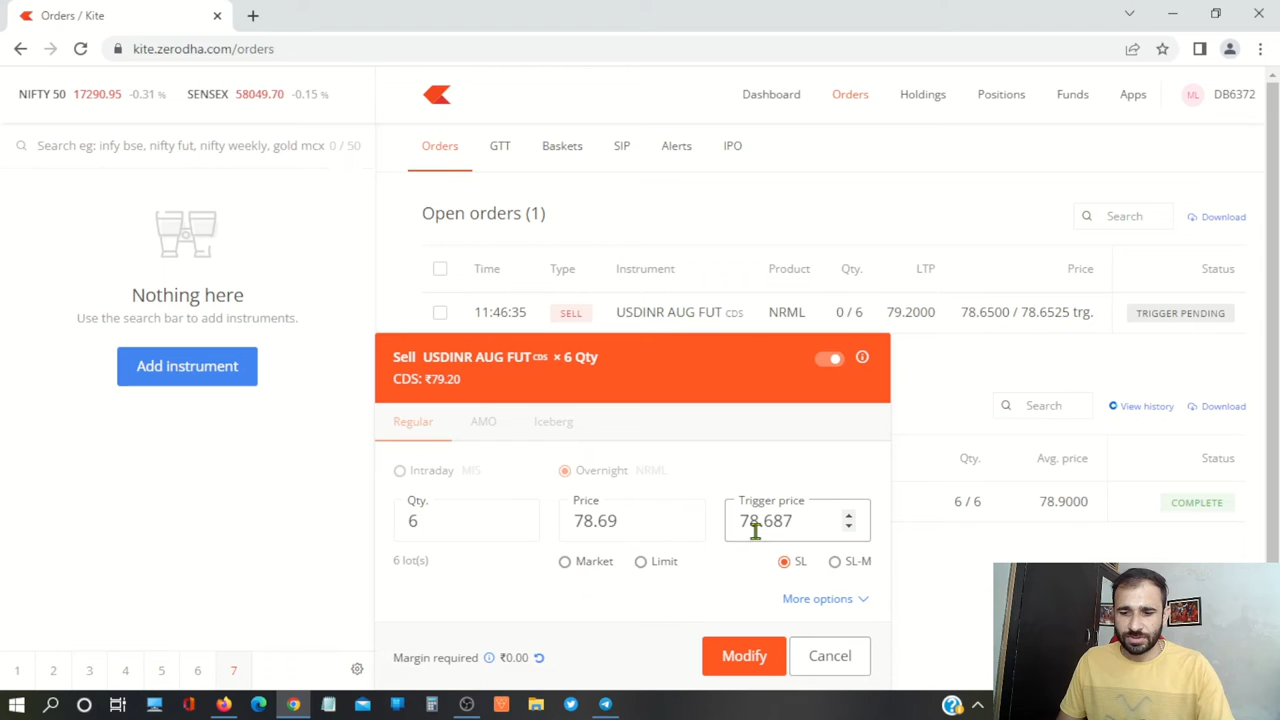 Orders / Kite
kite.zerodha.com/orders
NIFTY 50 17290.95 -0.31 % SENSEX 58049.70 -0.15 %
Dashboard Orders Holdings Positions Funds Apps ML DB6372
Search eg: infy bse, nifty fut, nifty weekly, gold mcx 0 / 50
Orders GTT Baskets SIP Alerts IPO
Nothing here
Use the search bar to add instruments.
Add instrument
Open orders (1)
Search Download
Time Type Instrument Product Qty. LTP Price Status
11:46:35 SELL USDINR AUG FUT CDS NRML 0 / 6 79.2000 78.6500 / 78.6525 trg. TRIGGER PENDING
Search View history Download
Qty. Avg. price Status
6 / 6 78.9000 COMPLETE
Sell USDINR AUG FUT CDS × 6 Qty
CDS: ₹79.20
Regular AMO Iceberg
Intraday MIS Overnight NRML
Qty. Price Trigger price
6 78.69 78.687
6 lot(s) Market Limit SL SL-M
More options
Margin required ₹0.00 Modify Cancel
1 2 3 4 5 6 7